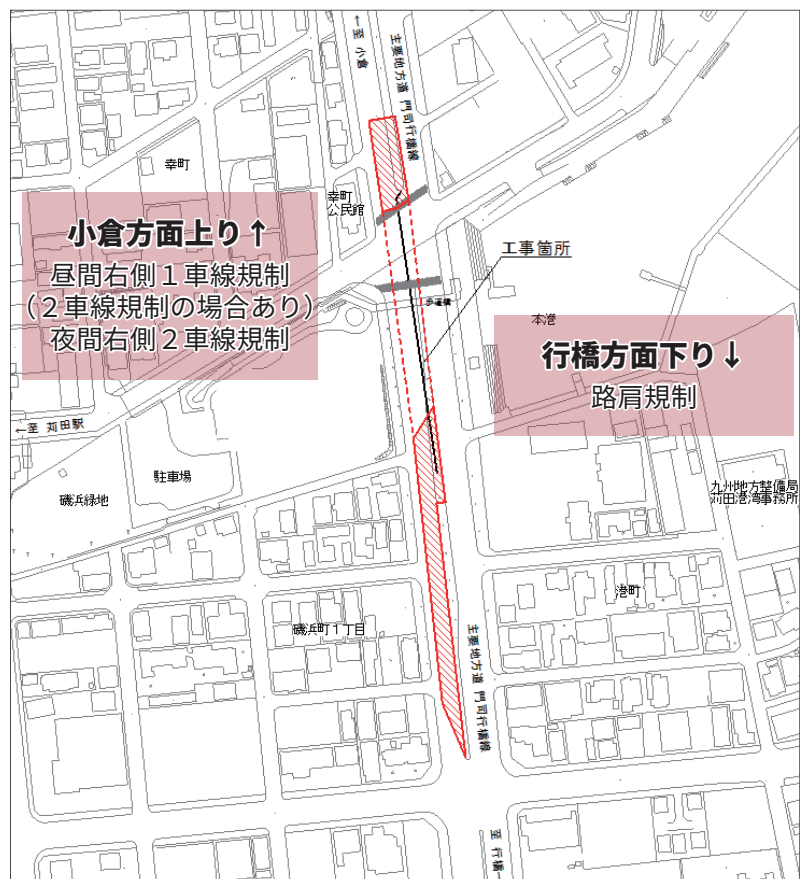 ←至 小倉
主要地方道 門司行橋線
幸町
幸町
公民館
小倉方面上り↑
昼間右側１車線規制
（２車線規制の場合あり）
夜間右側２車線規制
工事箇所
歩道橋
本港
行橋方面下り↓
路肩規制
←至 苅田駅
駐車場
磯浜緑地
九州地方整備局
苅田港湾事務所
港町
磯浜町１丁目
主要地方道 門司行橋線
至 行橋